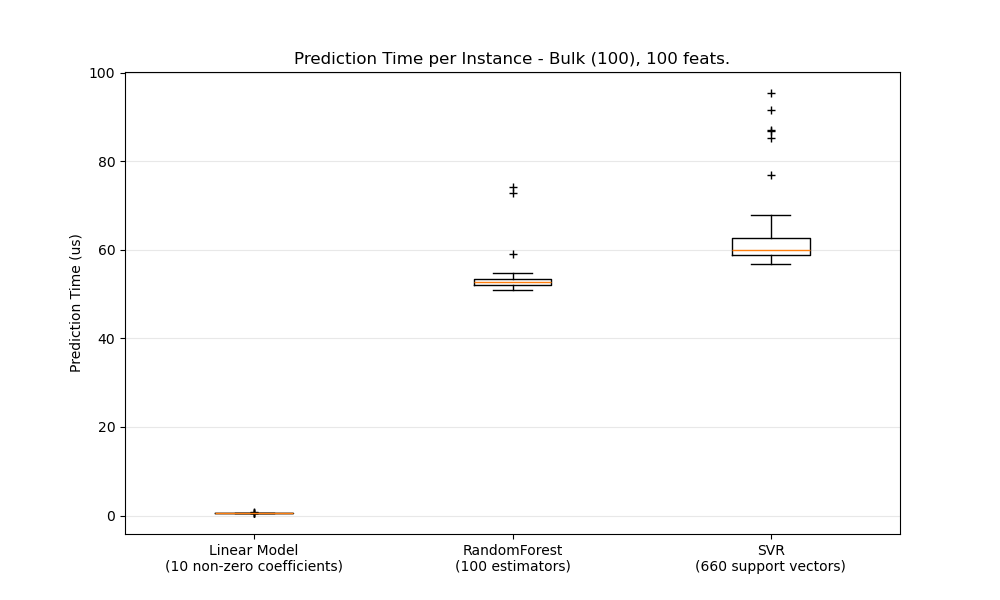 Prediction Time per Instance - Bulk (100), 100 feats.
Prediction Time (us)
100
80
60
40
20
0
Linear Model
(10 non-zero coefficients)
RandomForest
(100 estimators)
SVR
(660 support vectors)